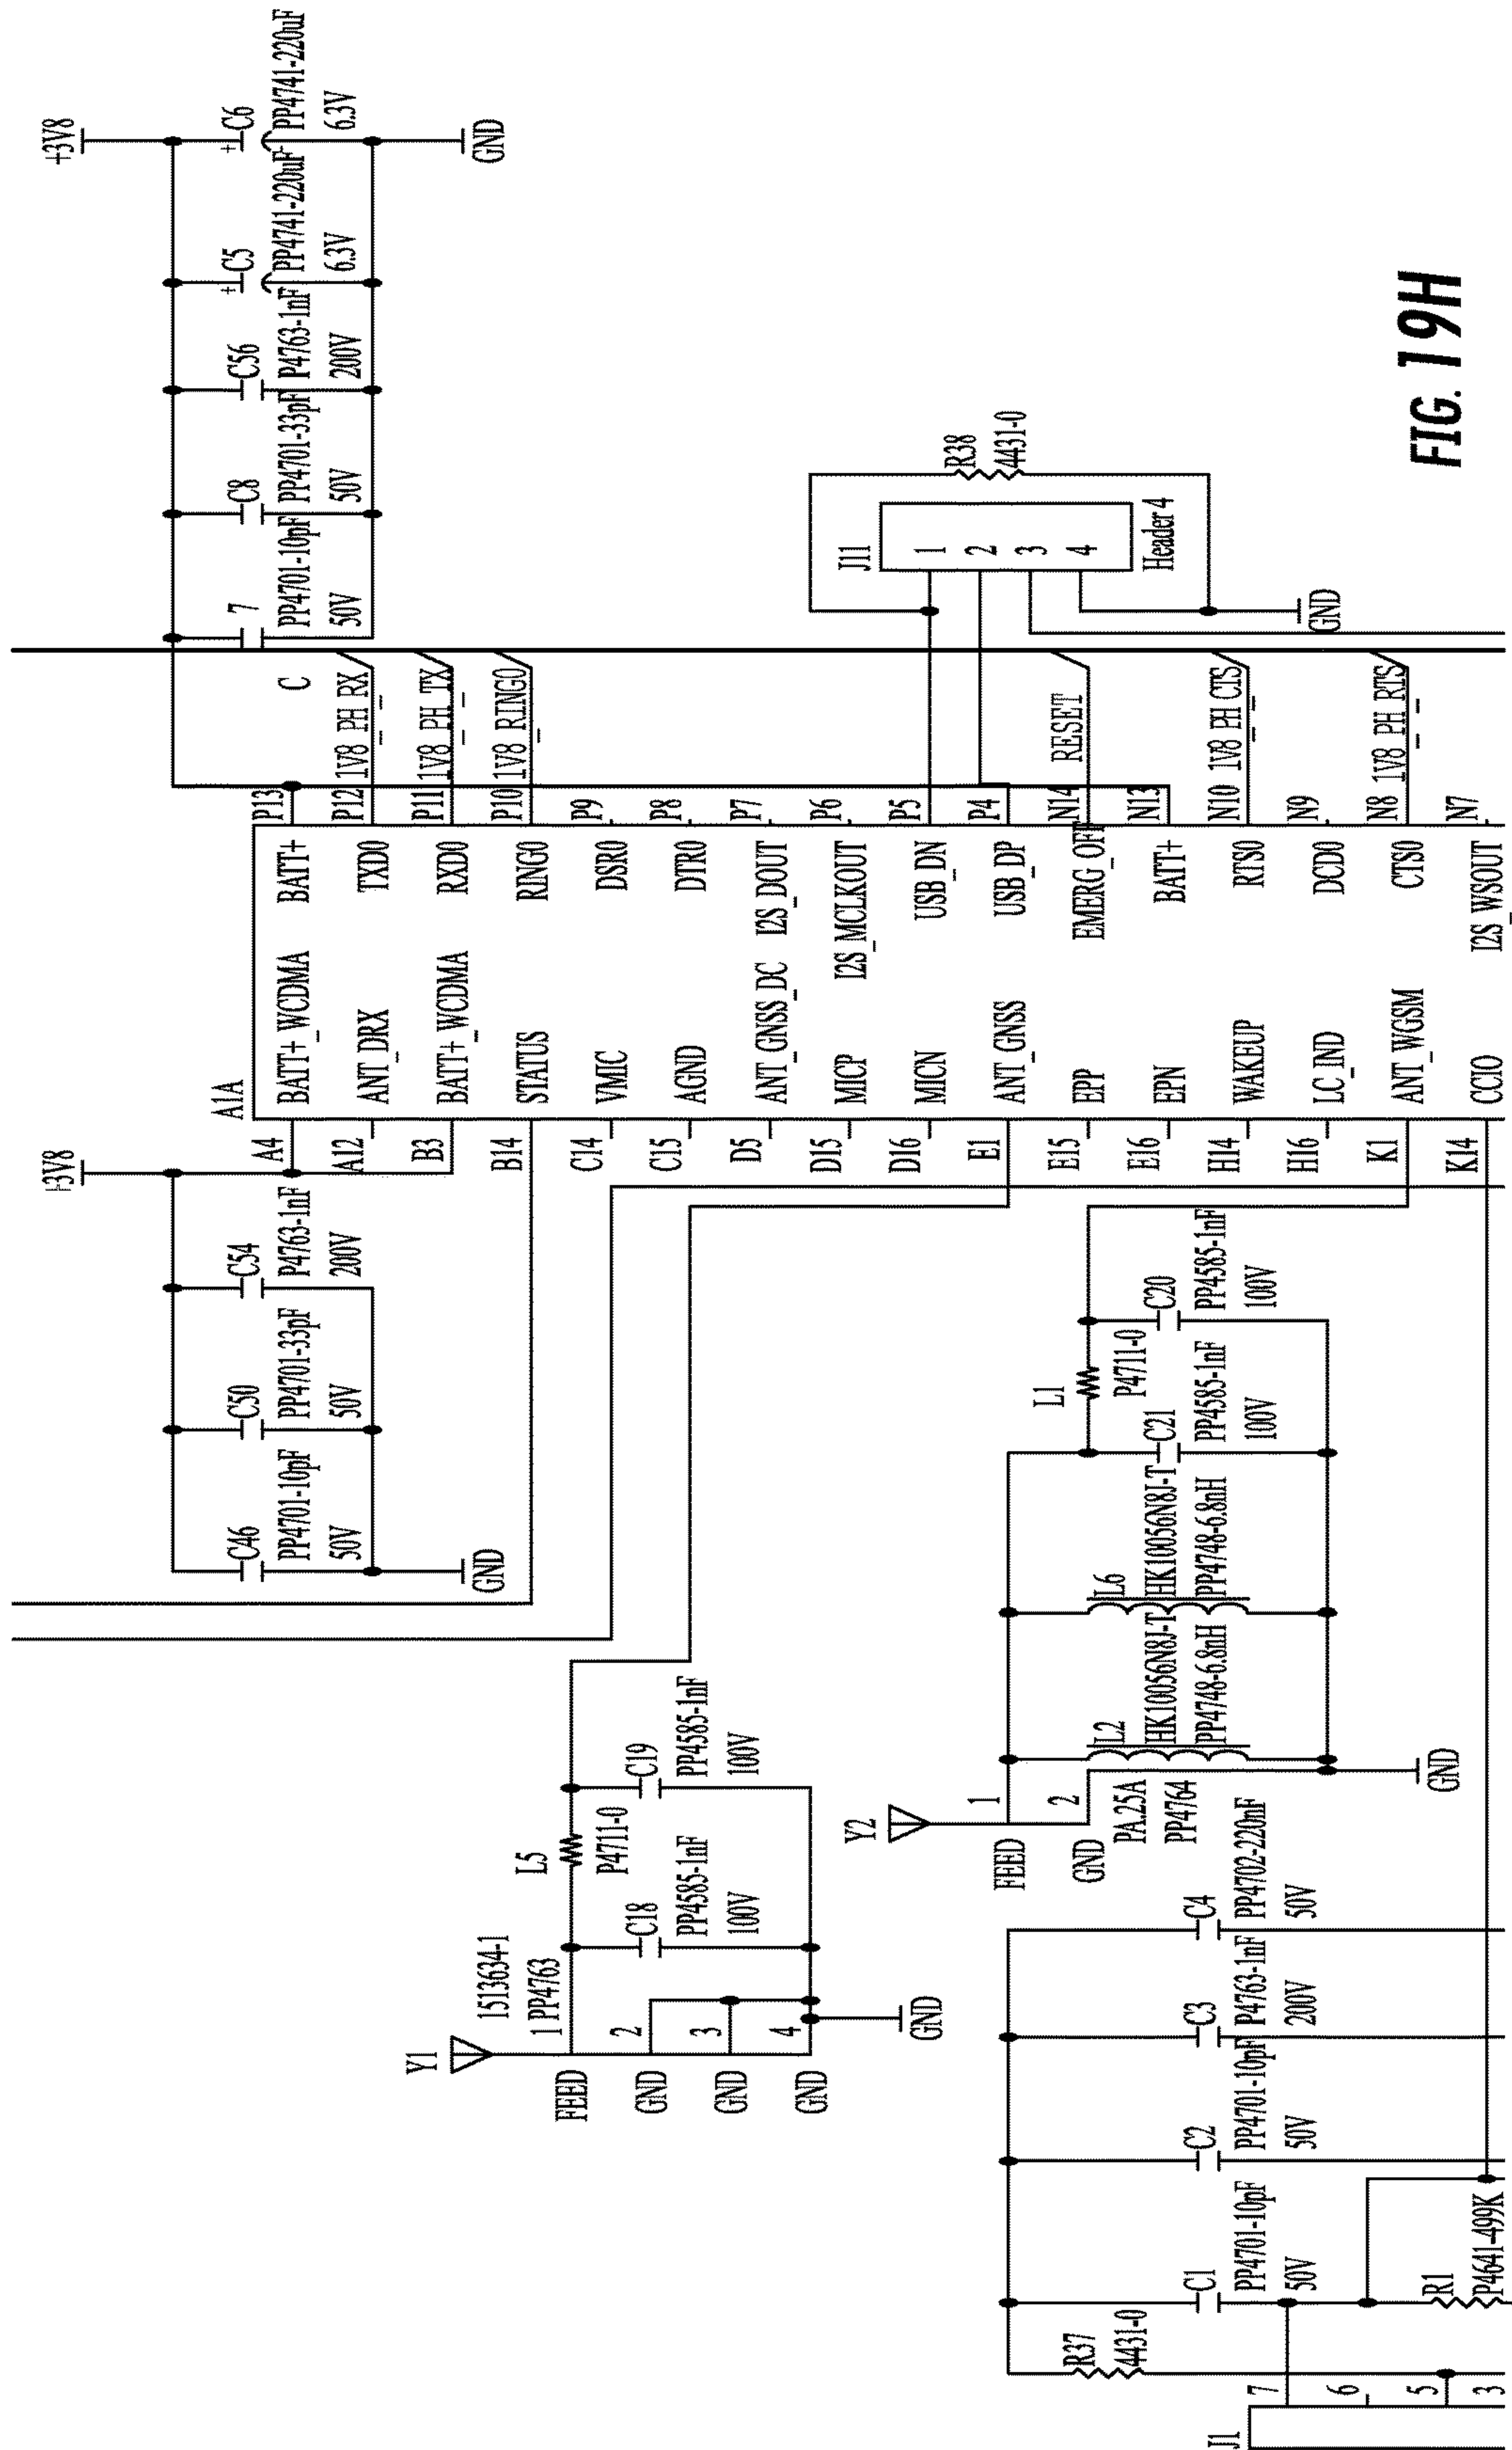 +3V8
C46
PP4701-10pF
50V
C50
PP4701-33pF
50V
C54
P4763-1nF
200V
GND
+3V8
C
7
PP4701-10pF
50V
C8
PP4701-33pF
50V
C56
P4763-1nF
200V
C5
+
PP4741-220uF
6.3V
C6
+
PP4741-220uF
6.3V
GND
A1A
A4 BATT+_WCDMA BATT+ P13
A12 ANT_DRX TXD0 P12 1V8_PH_RX
B3 BATT+_WCDMA RXD0 P11 1V8_PH_TX
B14 STATUS RING0 P10 1V8_RING0
C14 VMIC DSR0 P9
C15 AGND DTR0 P8
D5 ANT_GNSS_DC I2S_DOUT P7
D15 MICP I2S_MCLKOUT P6
D16 MICN USB_DN P5
E1 ANT_GNSS USB_DP P4
E15 EPP EMERG_OFF N14 RESET
E16 EPN BATT+ N13
H14 WAKEUP RTS0 N10 1V8_PH_CTS
H16 LC_IND DCD0 N9
K1 ANT_WGSM CTS0 N8 1V8_PH_RTS
K14 CCIO I2S_WSOUT N7
J11
1
2
3
4
Header 4
R38
4431-0
GND
Y1
1513634-1
1 PP4763
FEED
2
GND
3
GND
4
GND
C18
PP4585-1nF
100V
L5
P4711-0
C19
PP4585-1nF
100V
GND
Y2
1
FEED
2
GND
PA.25A
PP4764
L2
HK10056N8J-T
PP4748-6.8nH
L6
HK10056N8J-T
PP4748-6.8nH
C21
PP4585-1nF
100V
L1
P4711-0
C20
PP4585-1nF
100V
GND
R37
4431-0
C1
PP4701-10pF
50V
C2
PP4701-10pF
50V
C3
P4763-1nF
200V
C4
PP4702-220nF
50V
J1
7
6
5
3
R1
P4641-499K
FIG. 19H